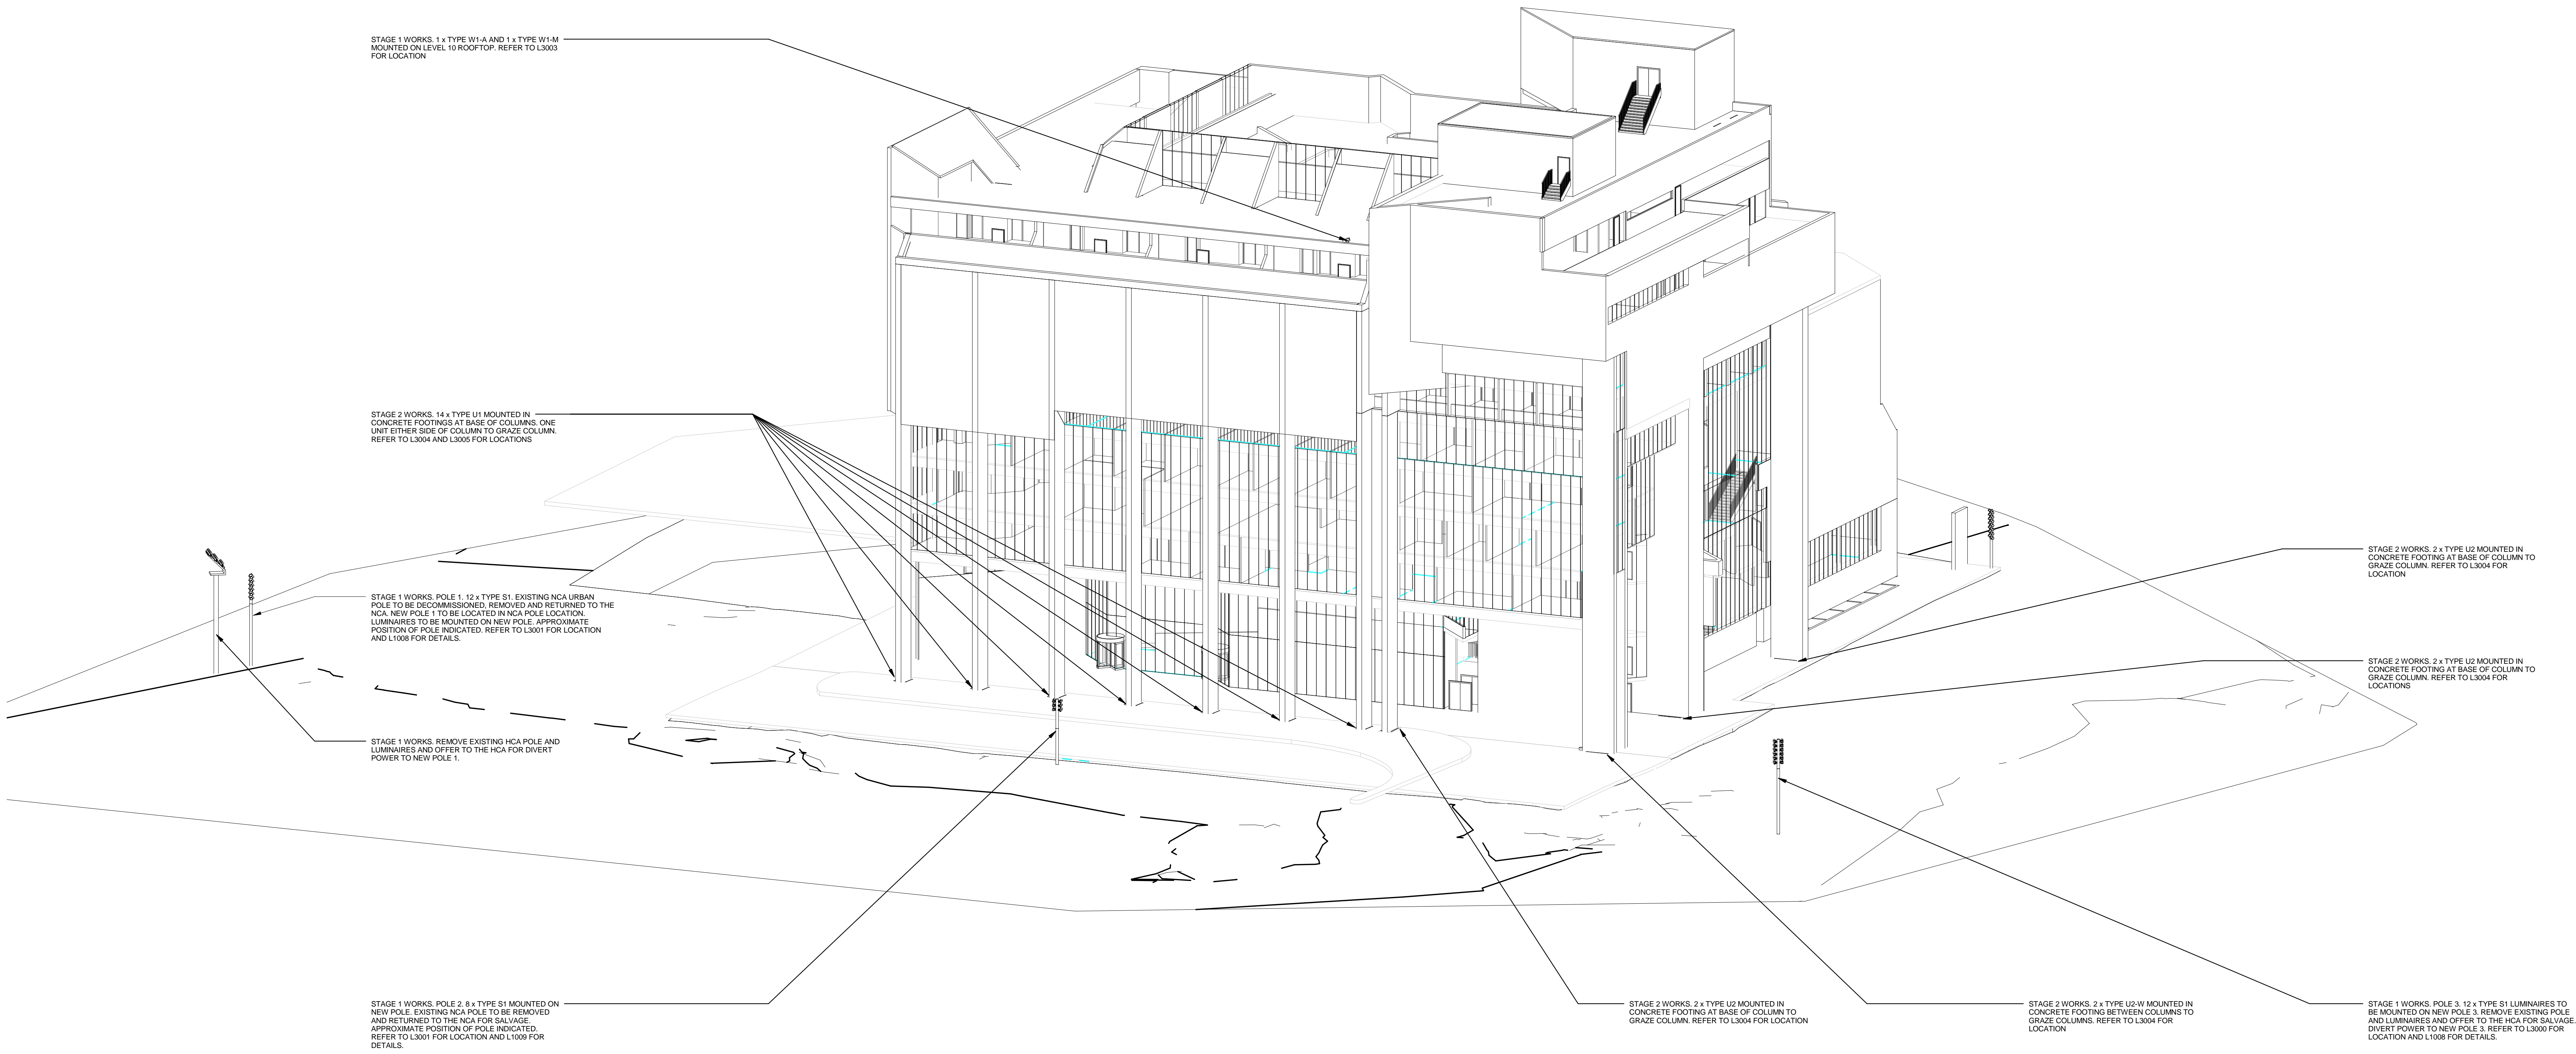 STAGE 1 WORKS. 1 x TYPE W1-A AND 1 x TYPE W1-M
MOUNTED ON LEVEL 10 ROOFTOP. REFER TO L3003
FOR LOCATION
STAGE 2 WORKS. 14 x TYPE U1 MOUNTED IN
CONCRETE FOOTINGS AT BASE OF COLUMNS. ONE
UNIT EITHER SIDE OF COLUMN TO GRAZE COLUMN.
REFER TO L3004 AND L3005 FOR LOCATIONS
STAGE 1 WORKS. POLE 1. 12 x TYPE S1. EXISTING NCA URBAN
POLE TO BE DECOMMISSIONED, REMOVED AND RETURNED TO THE
NCA. NEW POLE 1 TO BE LOCATED IN NCA POLE LOCATION.
LUMINAIRES TO BE MOUNTED ON NEW POLE. APPROXIMATE
POSITION OF POLE INDICATED. REFER TO L3001 FOR LOCATION
AND L1008 FOR DETAILS.
STAGE 1 WORKS. REMOVE EXISTING HCA POLE AND
LUMINAIRES AND OFFER TO THE HCA FOR DIVERT
POWER TO NEW POLE 1.
STAGE 1 WORKS. POLE 2. 8 x TYPE S1 MOUNTED ON
NEW POLE. EXISTING NCA POLE TO BE REMOVED
AND RETURNED TO THE NCA FOR SALVAGE.
APPROXIMATE POSITION OF POLE INDICATED.
REFER TO L3001 FOR LOCATION AND L1009 FOR
DETAILS.
STAGE 2 WORKS. 2 x TYPE U2 MOUNTED IN
CONCRETE FOOTING AT BASE OF COLUMN TO
GRAZE COLUMN. REFER TO L3004 FOR
LOCATION
STAGE 2 WORKS. 2 x TYPE U2 MOUNTED IN
CONCRETE FOOTING AT BASE OF COLUMN TO
GRAZE COLUMN. REFER TO L3004 FOR
LOCATIONS
STAGE 2 WORKS. 2 x TYPE U2 MOUNTED IN
CONCRETE FOOTING AT BASE OF COLUMN TO
GRAZE COLUMN. REFER TO L3004 FOR LOCATION
STAGE 2 WORKS. 2 x TYPE U2-W MOUNTED IN
CONCRETE FOOTING BETWEEN COLUMNS TO
GRAZE COLUMNS. REFER TO L3004 FOR
LOCATION
STAGE 1 WORKS. POLE 3. 12 x TYPE S1 LUMINAIRES TO
BE MOUNTED ON NEW POLE 3. REMOVE EXISTING POLE
AND LUMINAIRES AND OFFER TO THE HCA FOR SALVAGE.
DIVERT POWER TO NEW POLE 3. REFER TO L3000 FOR
LOCATION AND L1008 FOR DETAILS.